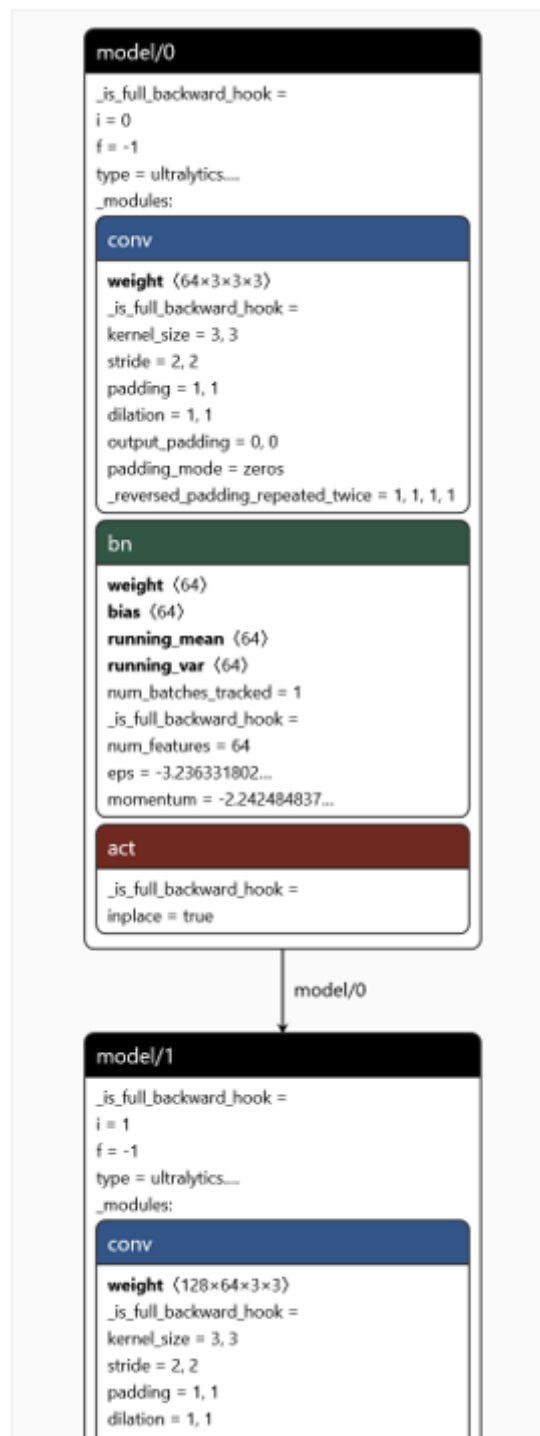 model/0
_is_full_backward_hook =
i = 0
f = -1
type = ultralytics....
_modules:
conv
weight 〈64×3×3×3〉
_is_full_backward_hook =
kernel_size = 3, 3
stride = 2, 2
padding = 1, 1
dilation = 1, 1
output_padding = 0, 0
padding_mode = zeros
_reversed_padding_repeated_twice = 1, 1, 1, 1
bn
weight 〈64〉
bias 〈64〉
running_mean 〈64〉
running_var 〈64〉
num_batches_tracked = 1
_is_full_backward_hook =
num_features = 64
eps = -3.236331802...
momentum = -2.242484837...
act
_is_full_backward_hook =
inplace = true
model/0
model/1
_is_full_backward_hook =
i = 1
f = -1
type = ultralytics....
_modules:
conv
weight 〈128×64×3×3〉
_is_full_backward_hook =
kernel_size = 3, 3
stride = 2, 2
padding = 1, 1
dilation = 1, 1